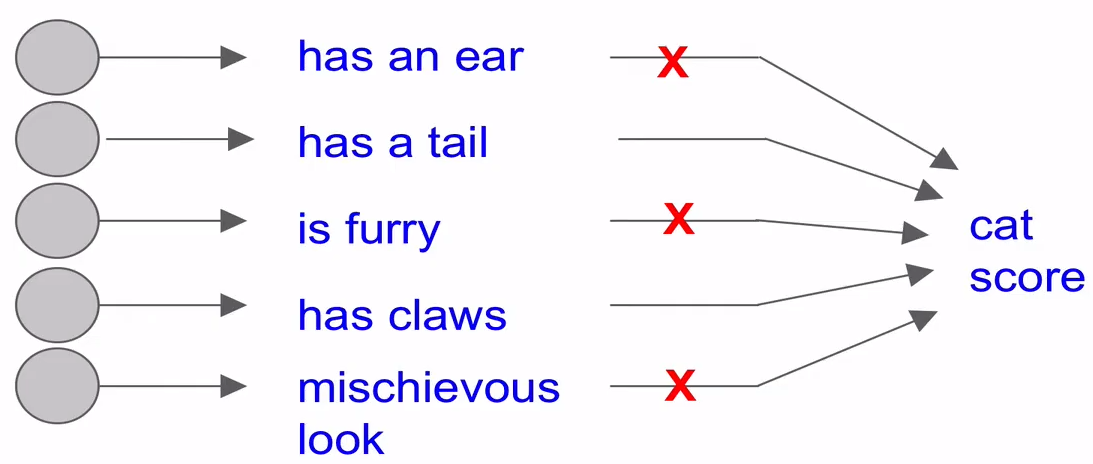 has an ear
X
has a tail
is furry
X
has claws
mischievous
look
X
cat
score